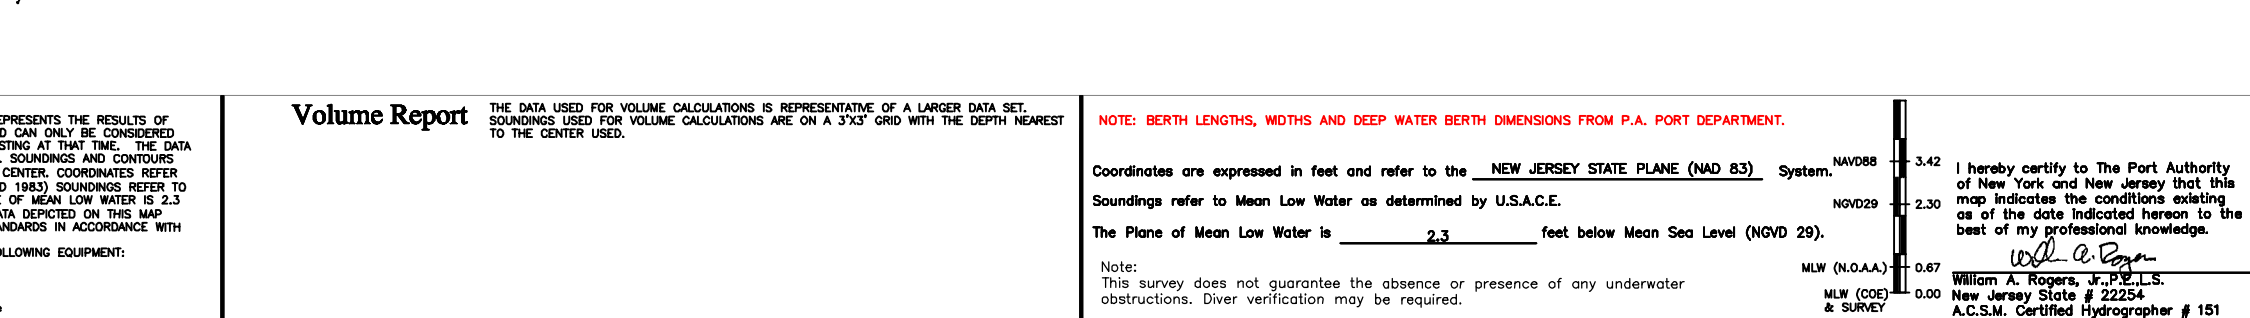 EPRESENTS THE RESULTS OF
D CAN ONLY BE CONSIDERED
STING AT THAT TIME. THE DATA
. SOUNDINGS AND CONTOURS
CENTER. COORDINATES REFER
D 1983) SOUNDINGS REFER TO
OF MEAN LOW WATER IS 2.3
ATA DEPICTED ON THIS MAP
ANDARDS IN ACCORDANCE WITH
LLOWING EQUIPMENT:
Volume Report
THE DATA USED FOR VOLUME CALCULATIONS IS REPRESENTATIVE OF A LARGER DATA SET.
SOUNDINGS USED FOR VOLUME CALCULATIONS ARE ON A 3'X3' GRID WITH THE DEPTH NEAREST
TO THE CENTER USED.
NOTE: BERTH LENGTHS, WIDTHS AND DEEP WATER BERTH DIMENSIONS FROM P.A. PORT DEPARTMENT.
Coordinates are expressed in feet and refer to the NEW JERSEY STATE PLANE (NAD 83) System.
Soundings refer to Mean Low Water as determined by U.S.A.C.E.
The Plane of Mean Low Water is 2.3 feet below Mean Sea Level (NGVD 29).
Note:
This survey does not guarantee the absence or presence of any underwater
obstructions. Diver verification may be required.
NAVD88 3.42
NGVD29 2.30
MLW (N.O.A.A.) 0.67
MLW (COE) 0.00
& SURVEY
I hereby certify to The Port Authority
of New York and New Jersey that this
map indicates the conditions existing
as of the date indicated hereon to the
best of my professional knowledge.
William A. Rogers, Jr.,P.E.,L.S.
New Jersey State # 22254
A.C.S.M. Certified Hydrographer # 151